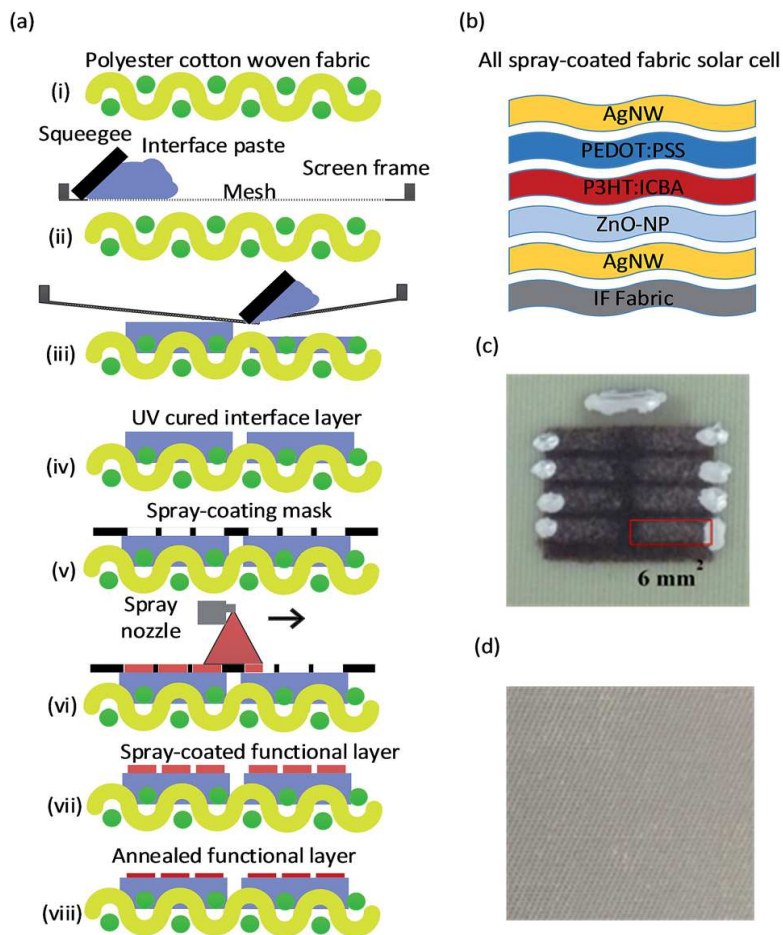 (a)
Polyester cotton woven fabric
(i)
Squeegee
Interface paste
Screen frame
Mesh
(ii)
(iii)
UV cured interface layer
(iv)
Spray-coating mask
(v)
Spray
nozzle
(vi)
Spray-coated functional layer
(vii)
Annealed functional layer
(viii)
(b)
All spray-coated fabric solar cell
AgNW
PEDOT:PSS
P3HT:ICBA
ZnO-NP
AgNW
IF Fabric
(c)
6 mm²
(d)